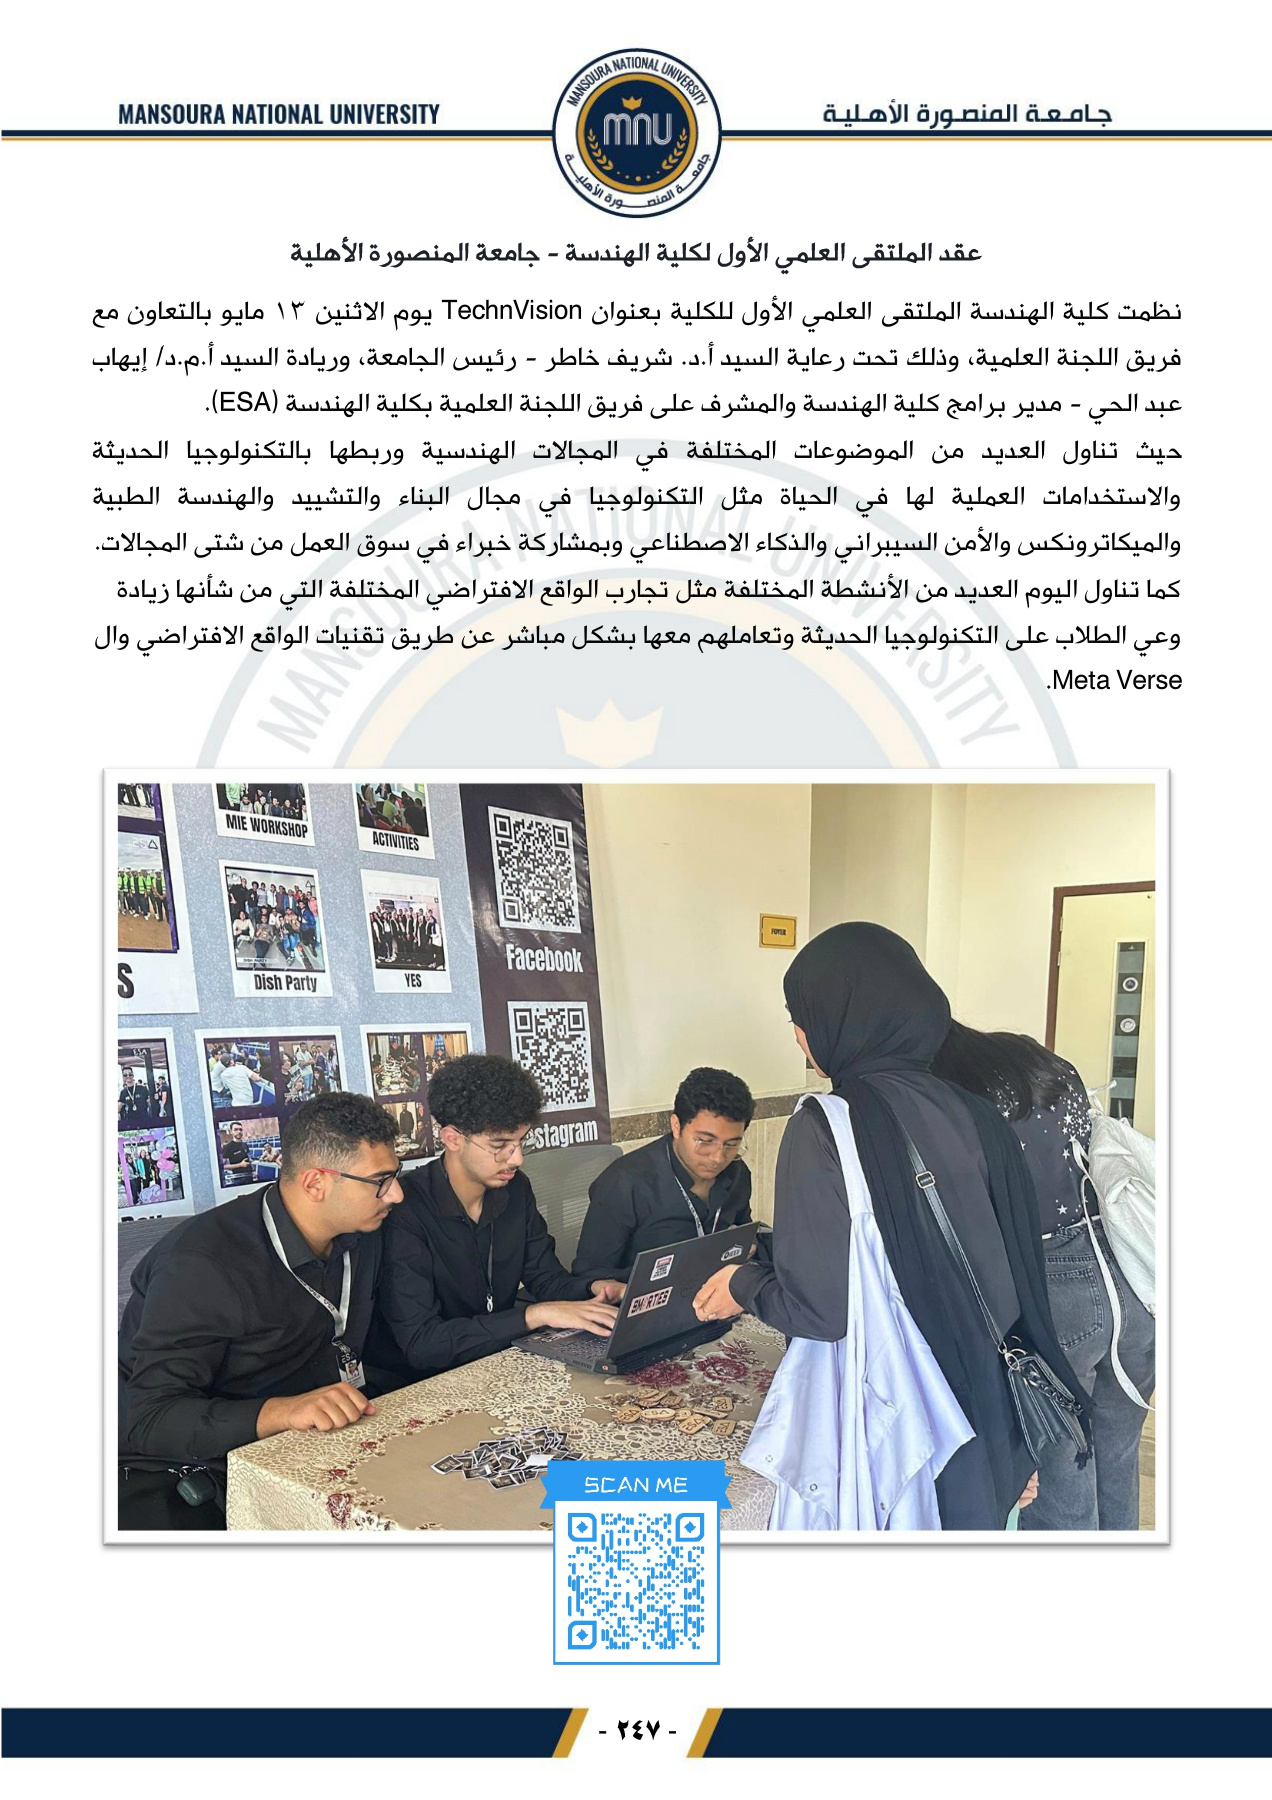 MANSOURA NATIONAL UNIVERSITY
جامعة المنصورة الأهلية
MANSOURA NATIONAL UNIVERSITY
mnu
جامعة المنصورة الأهلية
عقد الملتقى العلمي الأول لكلية الهندسة - جامعة المنصورة الأهلية
نظمت كلية الهندسة الملتقى العلمي الأول للكلية بعنوان TechnVision يوم الاثنين ١٣ مايو بالتعاون مع
فريق اللجنة العلمية، وذلك تحت رعاية السيد أ.د. شريف خاطر - رئيس الجامعة، وريادة السيد أ.م.د/ إيهاب
عبد الحي - مدير برامج كلية الهندسة والمشرف على فريق اللجنة العلمية بكلية الهندسة (ESA).
حيث تناول العديد من الموضوعات المختلفة في المجالات الهندسية وربطها بالتكنولوجيا الحديثة
والاستخدامات العملية لها في الحياة مثل التكنولوجيا في مجال البناء والتشييد والهندسة الطبية
والميكاترونكس والأمن السيبراني والذكاء الاصطناعي وبمشاركة خبراء في سوق العمل من شتى المجالات.
كما تناول اليوم العديد من الأنشطة المختلفة مثل تجارب الواقع الافتراضي المختلفة التي من شأنها زيادة
وعي الطلاب على التكنولوجيا الحديثة وتعاملهم معها بشكل مباشر عن طريق تقنيات الواقع الافتراضي وال
Meta Verse.
MANSOURA NATIONAL UNIVERSITY
MIE WORKSHOP
ACTIVITIES
Dish Party
YES
S
Facebook
stagram
FOYER
SMARTIES
ESA
SCAN ME
- ٢٤٧ -